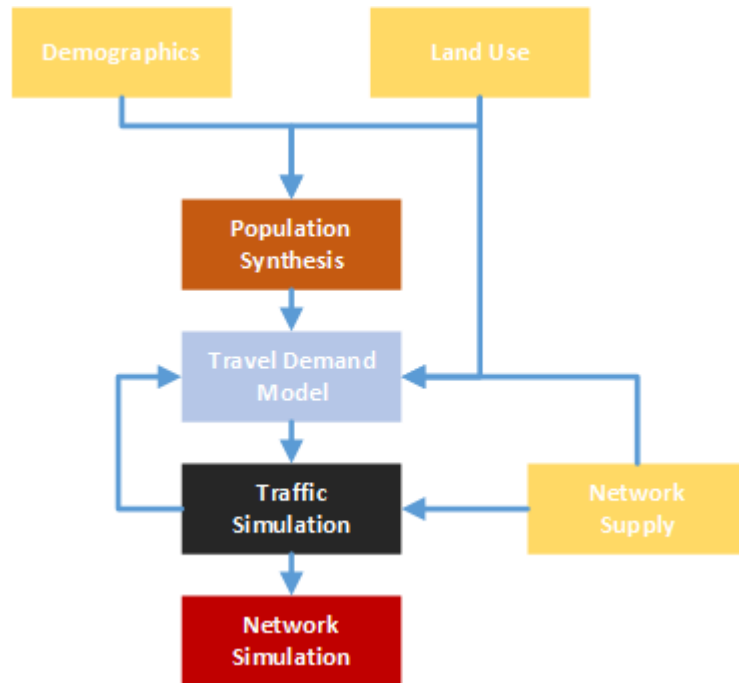 Demographics
Land Use
Population
Synthesis
Travel Demand
Model
Traffic
Simulation
Network
Supply
Network
Simulation